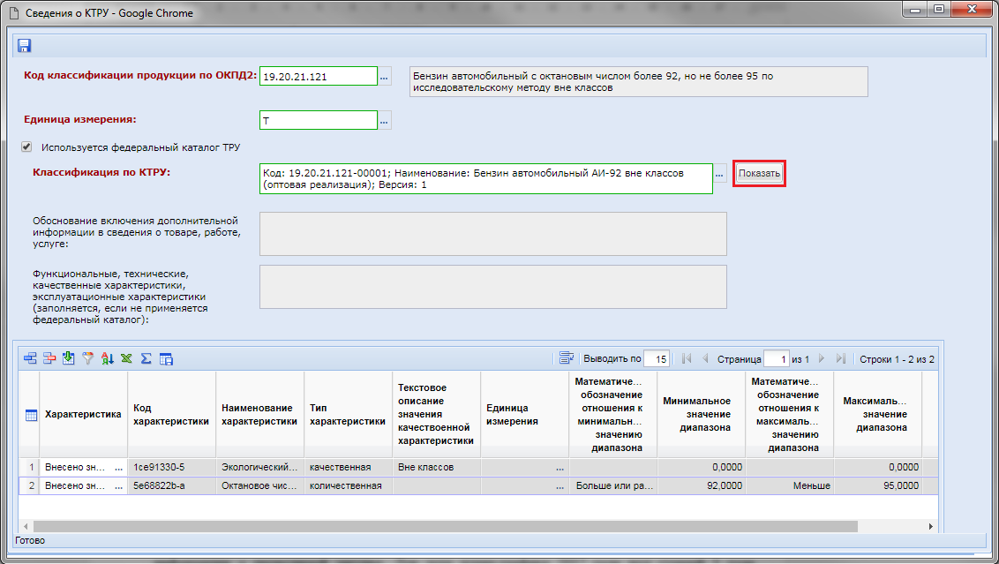 Сведения о КТРУ - Google Chrome
Код классификации продукции по ОКПД2:
19.20.21.121
...
Бензин автомобильный с октановым числом более 92, но не более 95 по
исследовательскому методу вне классов
Единица измерения:
Т
...
Используется федеральный каталог ТРУ
Классификация по КТРУ:
Код: 19.20.21.121-00001; Наименование: Бензин автомобильный АИ-92 вне классов
(оптовая реализация); Версия: 1
...
Показать
Обоснование включения дополнительной
информации в сведения о товаре, работе,
услуге:
Функциональные, технические,
качественные характеристики,
эксплуатационные характеристики
(заполняется, если не применяется
федеральный каталог):
Выводить по 15
Страница 1 из 1
Строки 1 - 2 из 2
Характеристика
Код
характеристики
Наименование
характеристики
Тип
характеристики
Текстовое
описание
значения
качествоенной
характеристики
Единица
измерения
Математиче...
обозначение
отношения к
минимальн...
значению
диапазона
Минимальное
значение
диапазона
Математиче...
обозначение
отношения к
максимальн...
значению
диапазона
Максималь...
значение
диапазона
1 Внесено зн... ... 1ce91330-5 Экологический... качественная Вне классов ... 0,0000 0,0000
2 Внесено зн... ... 5e68822b-a Октановое чис... количественная ... Больше или ра... 92,0000 Меньше 95,0000
Готово